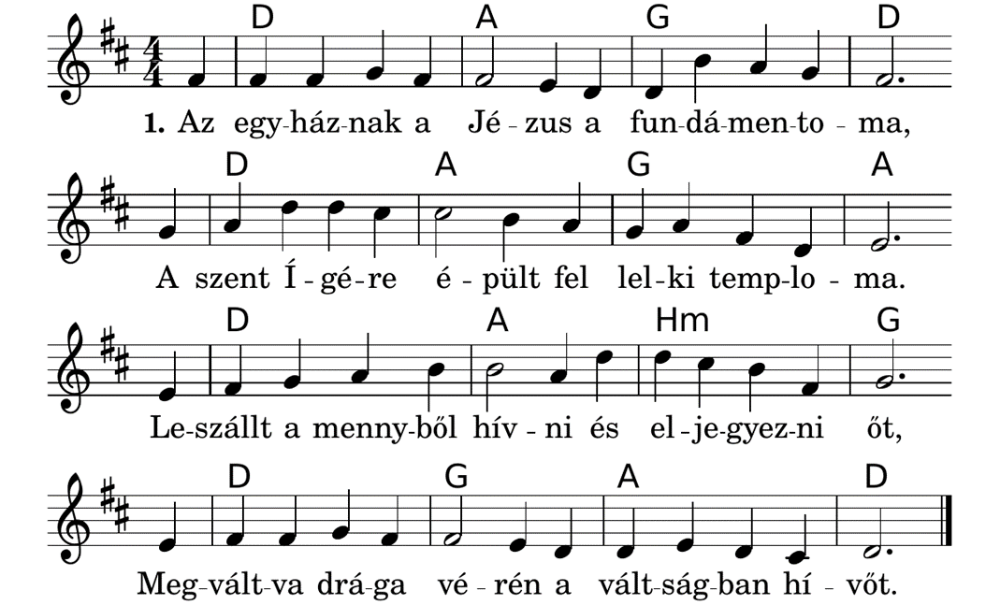 D A G D
4
4
1. Az egy-ház-nak a Jé-zus a fun-dá-men-to-ma,
D A G A
A szent Í-gé-re é-pült fel lel-ki temp-lo-ma.
D A Hm G
Le-szállt a menny-ből hív-ni és el-je-gyez-ni őt,
D G A D
Meg-vált-va drá-ga vé-rén a vált-ság-ban hí-vőt.